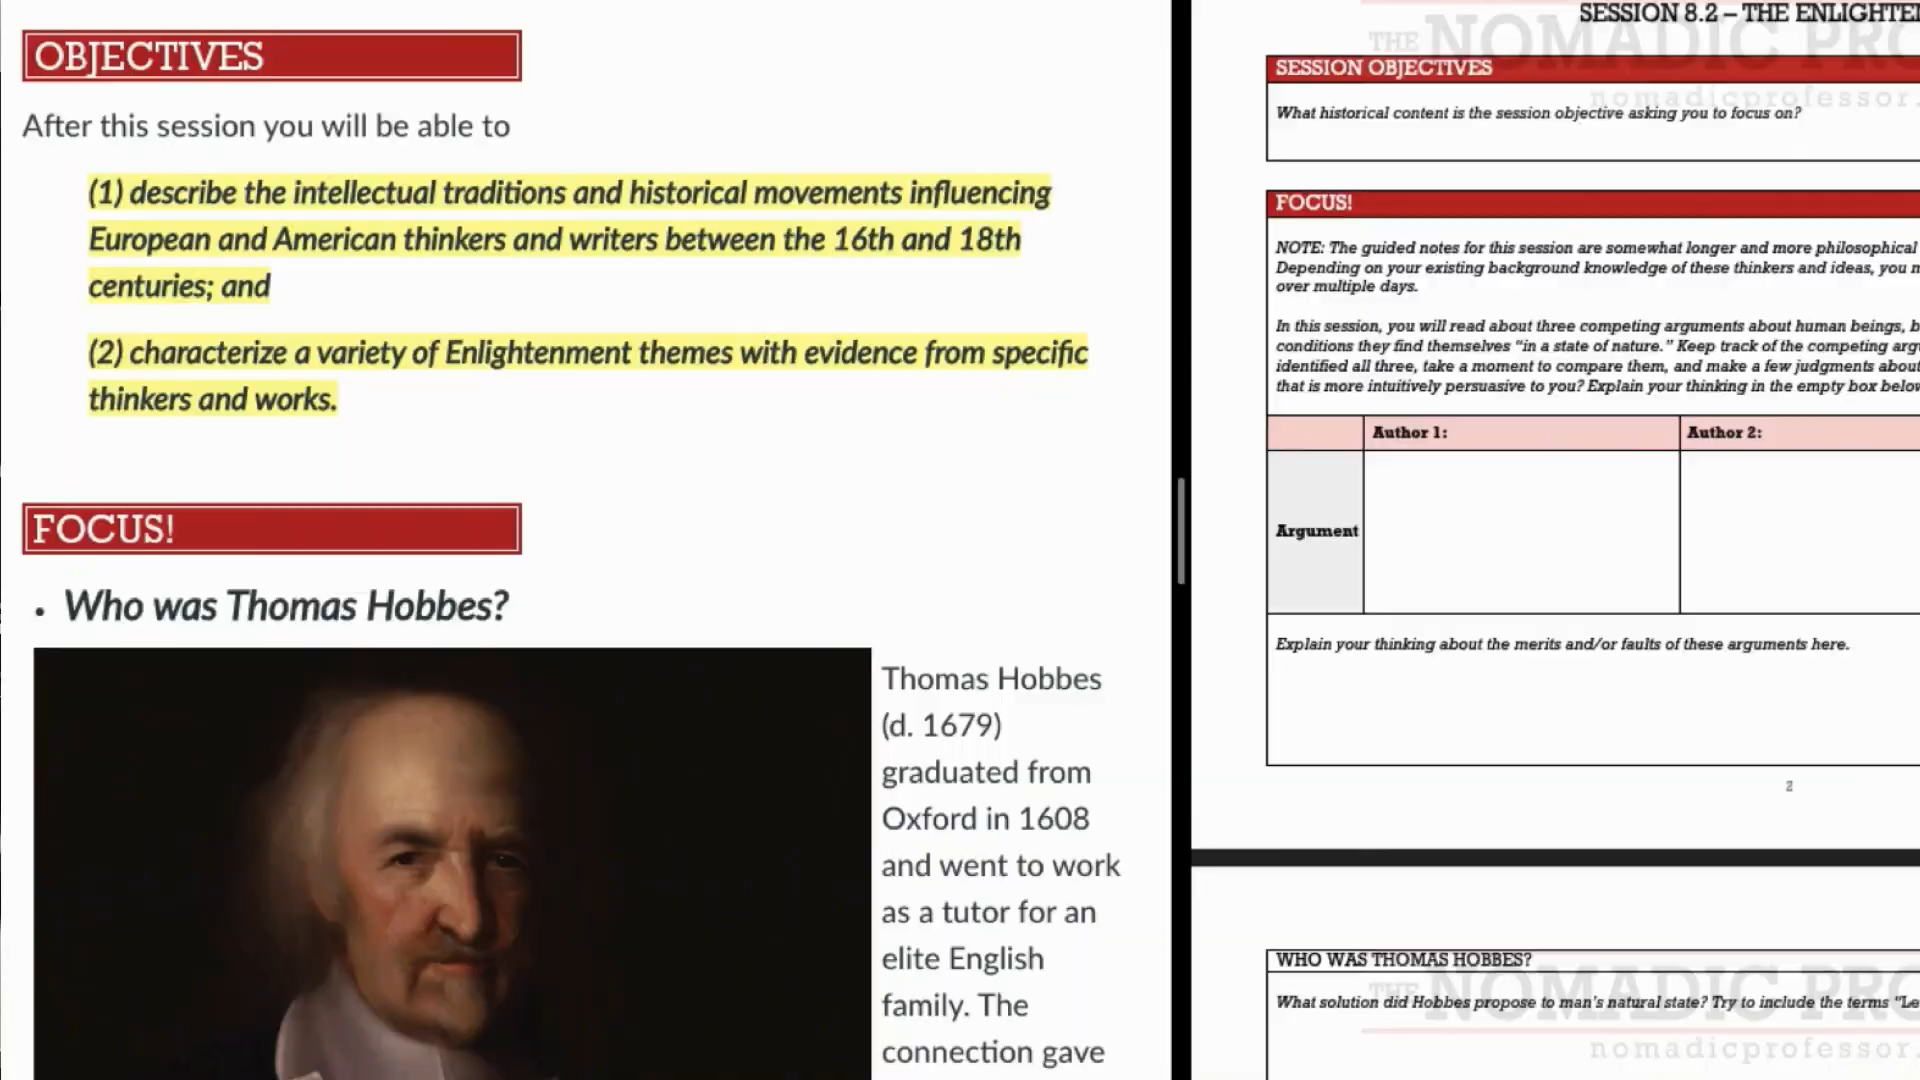 OBJECTIVES
After this session you will be able to
(1) describe the intellectual traditions and historical movements influencing
European and American thinkers and writers between the 16th and 18th
centuries; and
(2) characterize a variety of Enlightenment themes with evidence from specific
thinkers and works.
FOCUS!
• Who was Thomas Hobbes?
Thomas Hobbes
(d. 1679)
graduated from
Oxford in 1608
and went to work
as a tutor for an
elite English
family. The
connection gave
SESSION 8.2 – THE ENLIGHTE
THE NOMADIC PRO
nomadicprofessor.
SESSION OBJECTIVES
What historical content is the session objective asking you to focus on?
FOCUS!
NOTE: The guided notes for this session are somewhat longer and more philosophical
Depending on your existing background knowledge of these thinkers and ideas, you m
over multiple days.
In this session, you will read about three competing arguments about human beings, b
conditions they find themselves “in a state of nature.” Keep track of the competing arg
identified all three, take a moment to compare them, and make a few judgments about
that is more intuitively persuasive to you? Explain your thinking in the empty box below
Author 1:
Author 2:
Argument
Explain your thinking about the merits and/or faults of these arguments here.
2
WHO WAS THOMAS HOBBES?
THE NOMADIC PRO
What solution did Hobbes propose to man’s natural state? Try to include the terms “Le
nomadicprofessor.